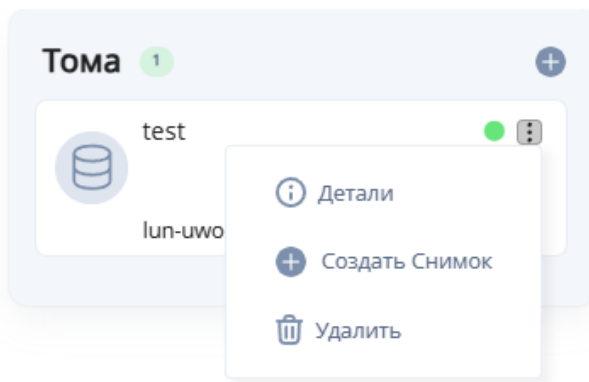 Тома 1
test
lun-uwo
Детали
Создать Снимок
Удалить